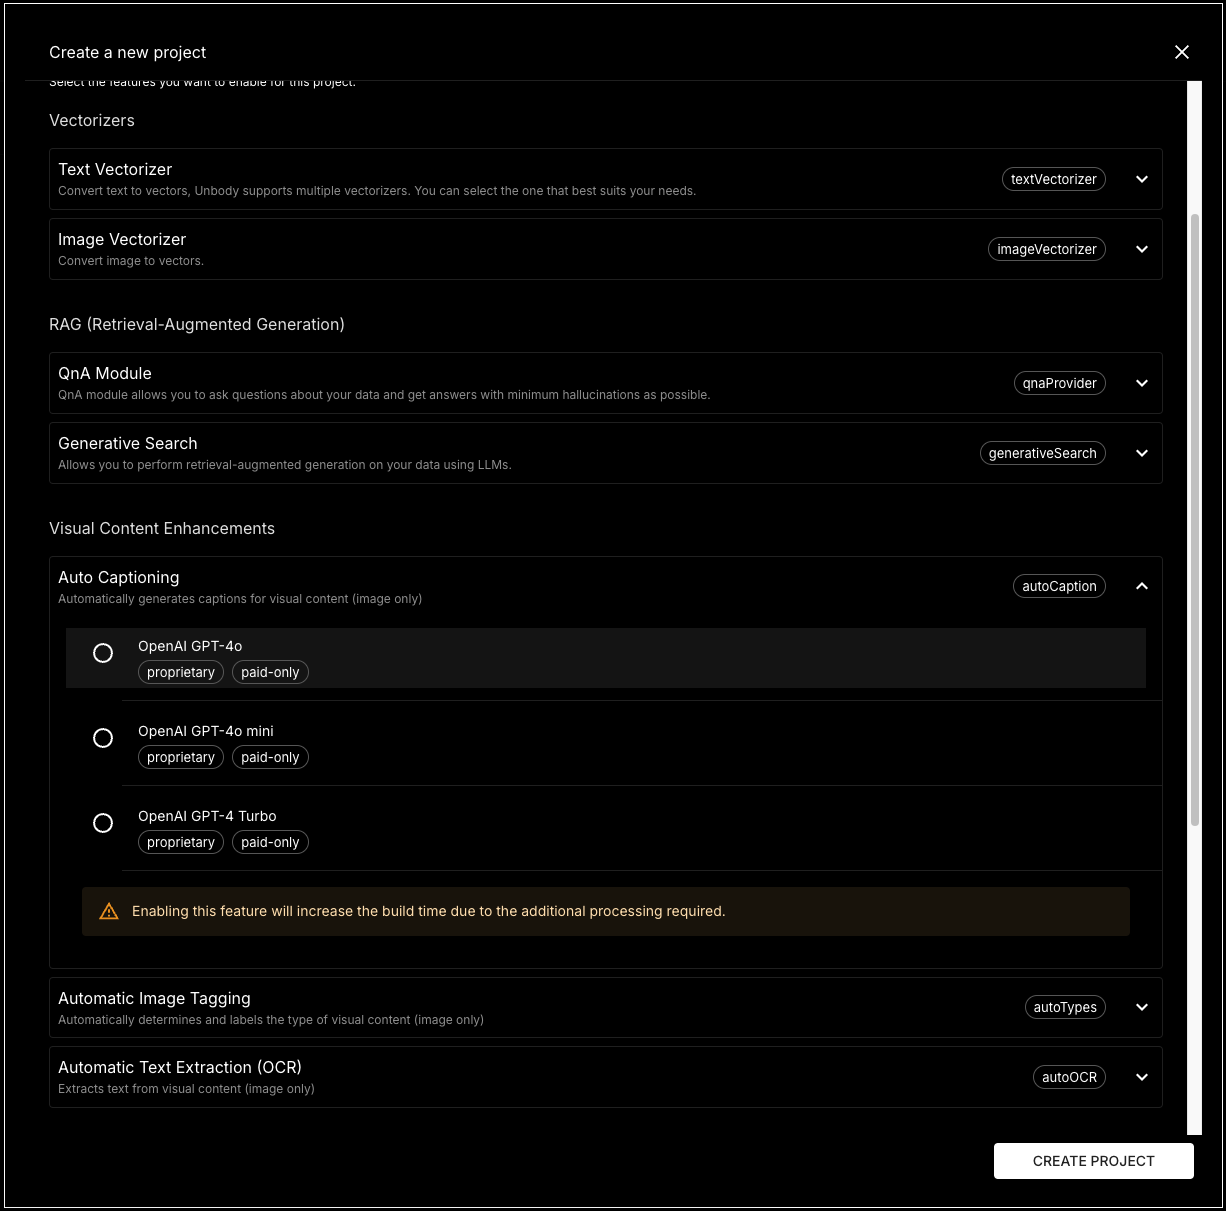 Create a new project
Select the features you want to enable for this project.
Vectorizers
Text Vectorizer
Convert text to vectors, Unbody supports multiple vectorizers. You can select the one that best suits your needs.
textVectorizer
Image Vectorizer
Convert image to vectors.
imageVectorizer
RAG (Retrieval-Augmented Generation)
QnA Module
QnA module allows you to ask questions about your data and get answers with minimum hallucinations as possible.
qnaProvider
Generative Search
Allows you to perform retrieval-augmented generation on your data using LLMs.
generativeSearch
Visual Content Enhancements
Auto Captioning
Automatically generates captions for visual content (image only)
autoCaption
OpenAI GPT-4o
proprietary paid-only
OpenAI GPT-4o mini
proprietary paid-only
OpenAI GPT-4 Turbo
proprietary paid-only
Enabling this feature will increase the build time due to the additional processing required.
Automatic Image Tagging
Automatically determines and labels the type of visual content (image only)
autoTypes
Automatic Text Extraction (OCR)
Extracts text from visual content (image only)
autoOCR
CREATE PROJECT